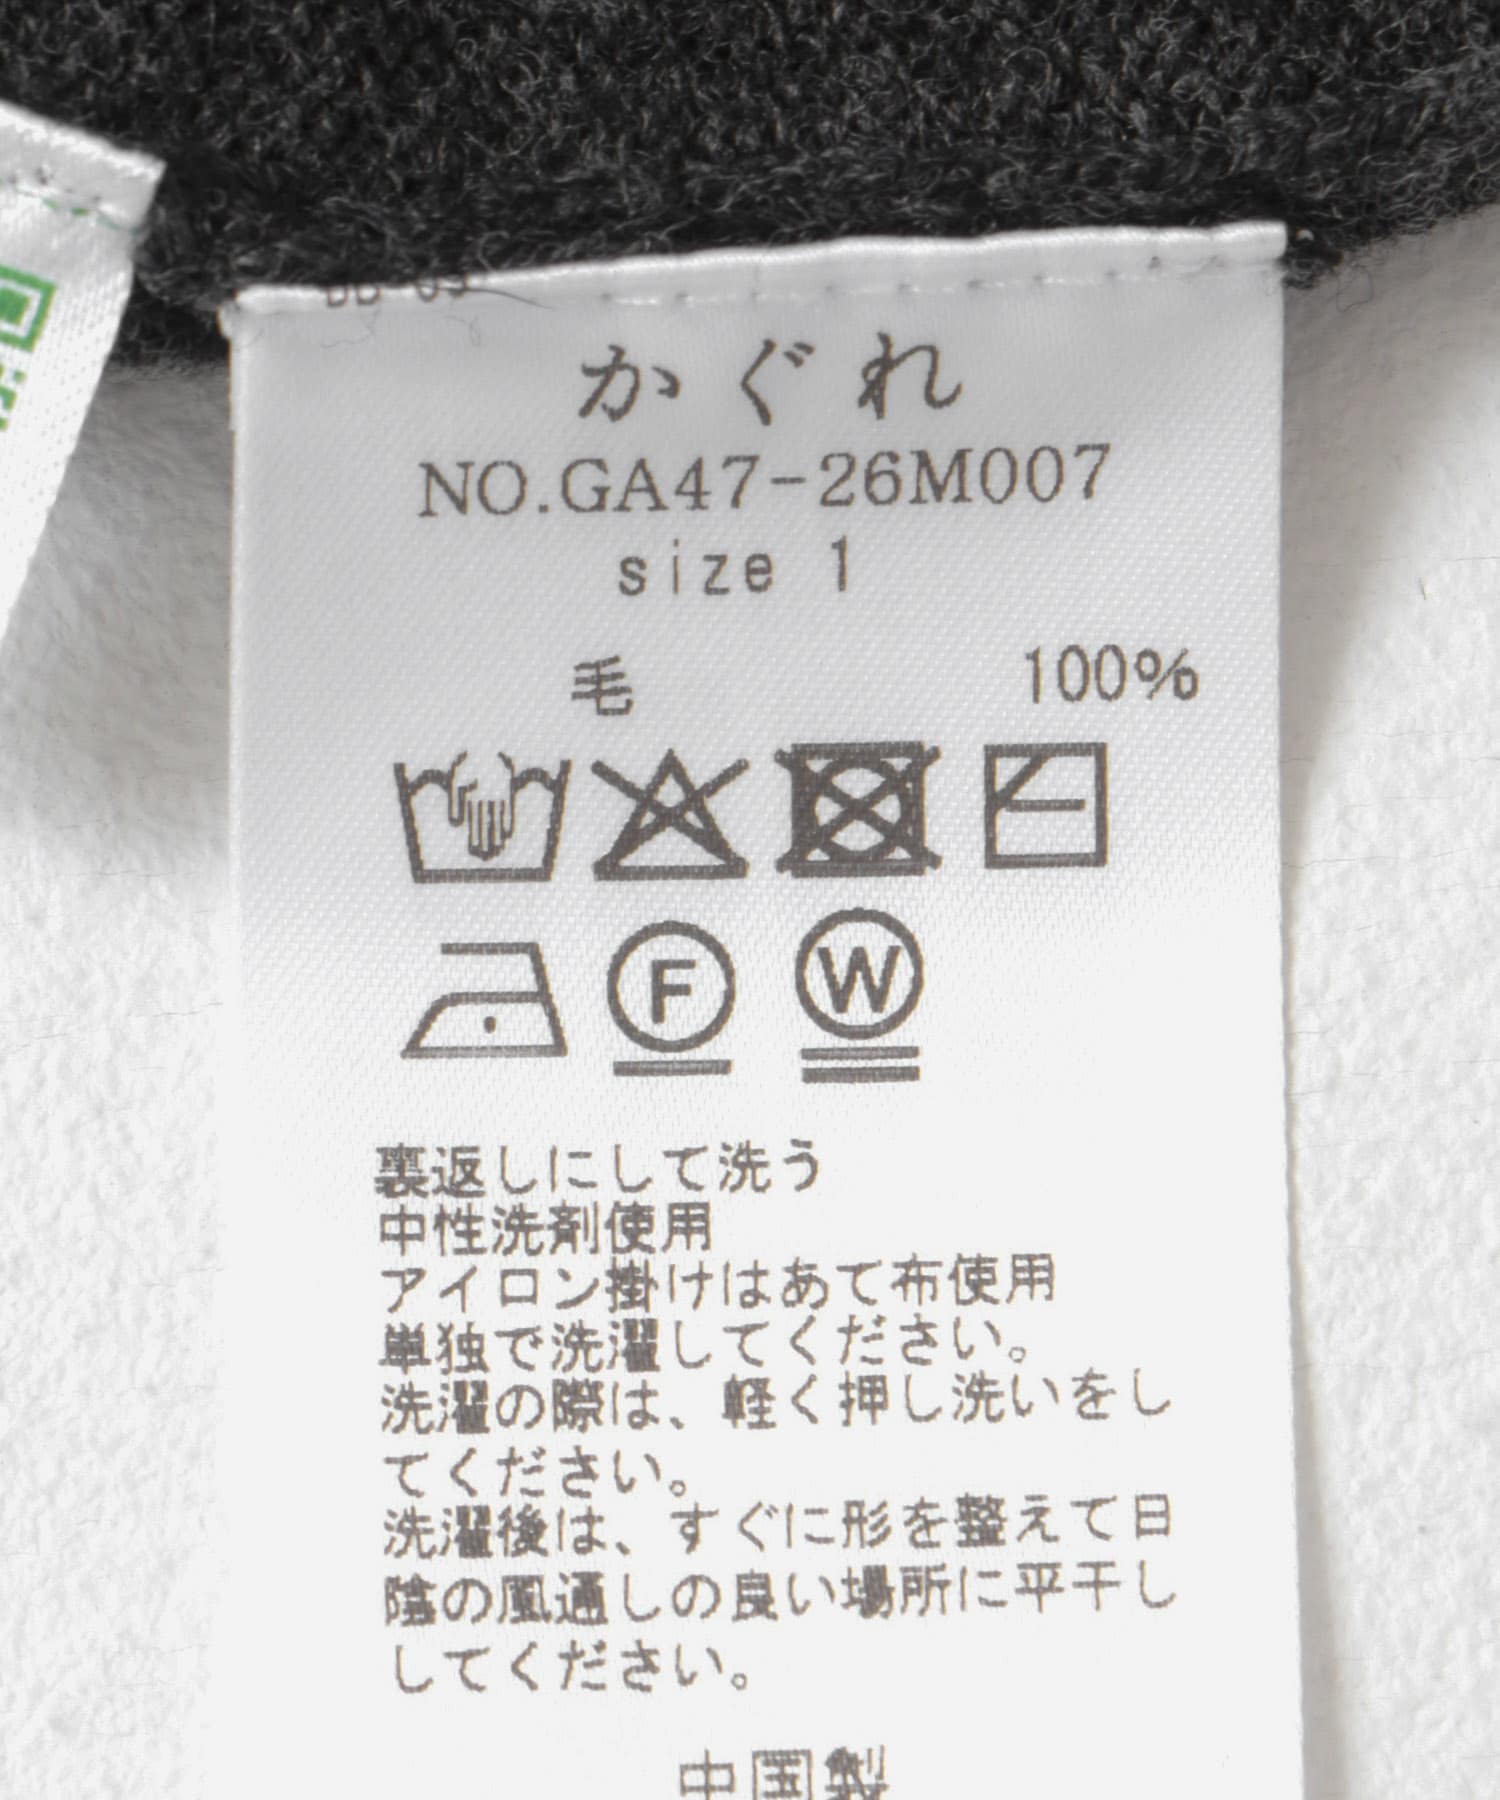 かぐれ
NO.GA47-26M007
size 1
毛 100%
F W
裏返しにして洗う
中性洗剤使用
アイロン掛けはあて布使用
単独で洗濯してください。
洗濯の際は、軽く押し洗いをし
てください。
洗濯後は、すぐに形を整えて日
陰の風通しの良い場所に平干し
してください。
中国製